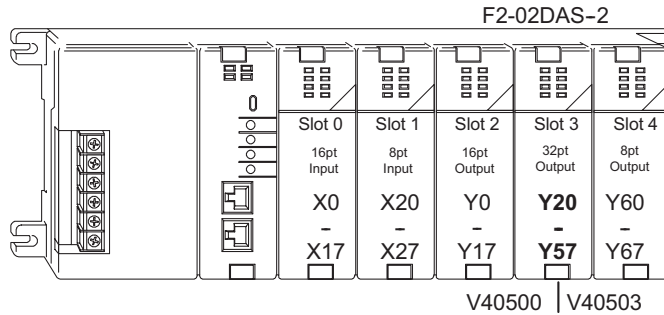 F2-02DAS-2
Slot 0 Slot 1 Slot 2 Slot 3 Slot 4
16pt 8pt 16pt 32pt 8pt
Input Input Output Output Output
X0 X20 Y0 Y20 Y60
- - - - -
X17 X27 Y17 Y57 Y67
V40500 V40503